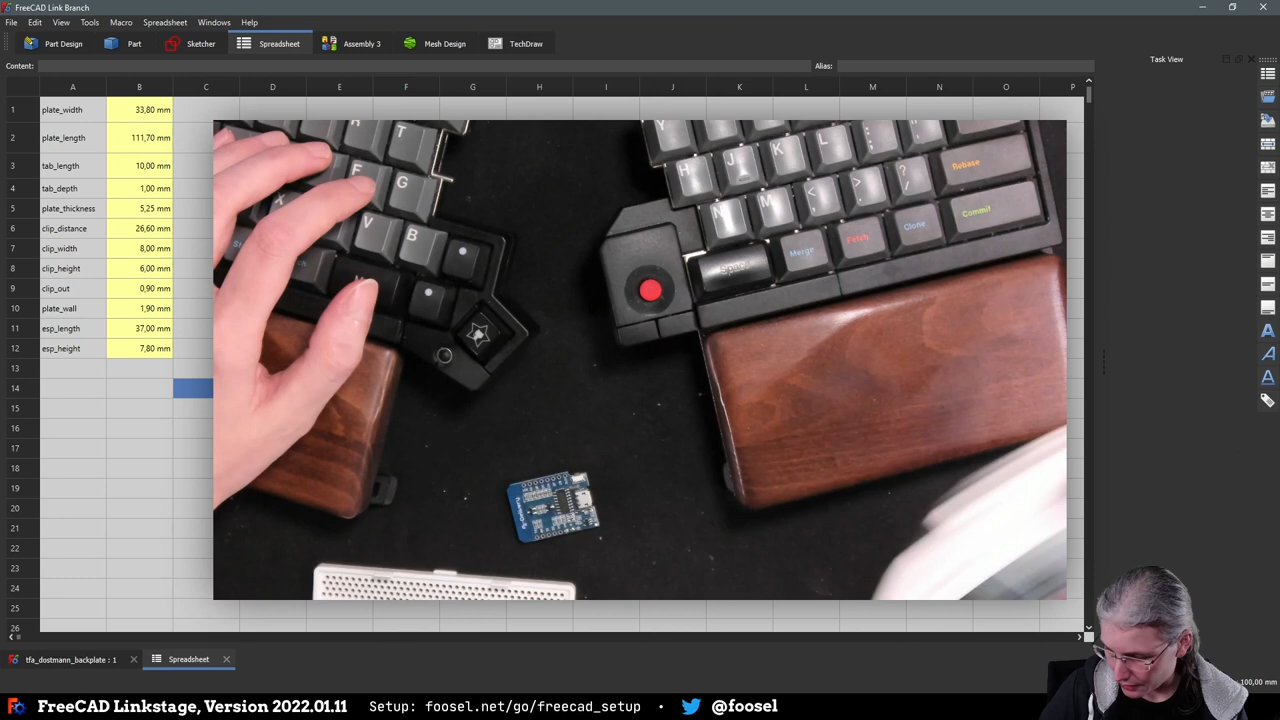 FreeCAD Link Branch
File Edit View Tools Macro Spreadsheet Windows Help
Part Design Part Sketcher Spreadsheet Assembly 3 Mesh Design TechDraw
Content: Alias: Task View
A B C D E F G H I J K L M N O P
1 plate_width 33,80 mm
2 plate_length 111,70 mm
3 tab_length 10,00 mm
4 tab_depth 1,00 mm
5 plate_thickness 5,25 mm
6 clip_distance 26,60 mm
7 clip_width 8,00 mm
8 clip_height 6,00 mm
9 clip_out 0,90 mm
10 plate_wall 1,90 mm
11 esp_length 37,00 mm
12 esp_height 7,80 mm
13
14
15
16
17
18
19
20
21
22
23
24
25
26
R T Y
F G H J K L : ; " Rebase
V B N M < , > . ? / Commit
Space Merge Fetch Clone
tfa_dostmann_backplate : 1 Spreadsheet
100,00 mm
FreeCAD Linkstage, Version 2022.01.11 Setup: foosel.net/go/freecad_setup • @foosel